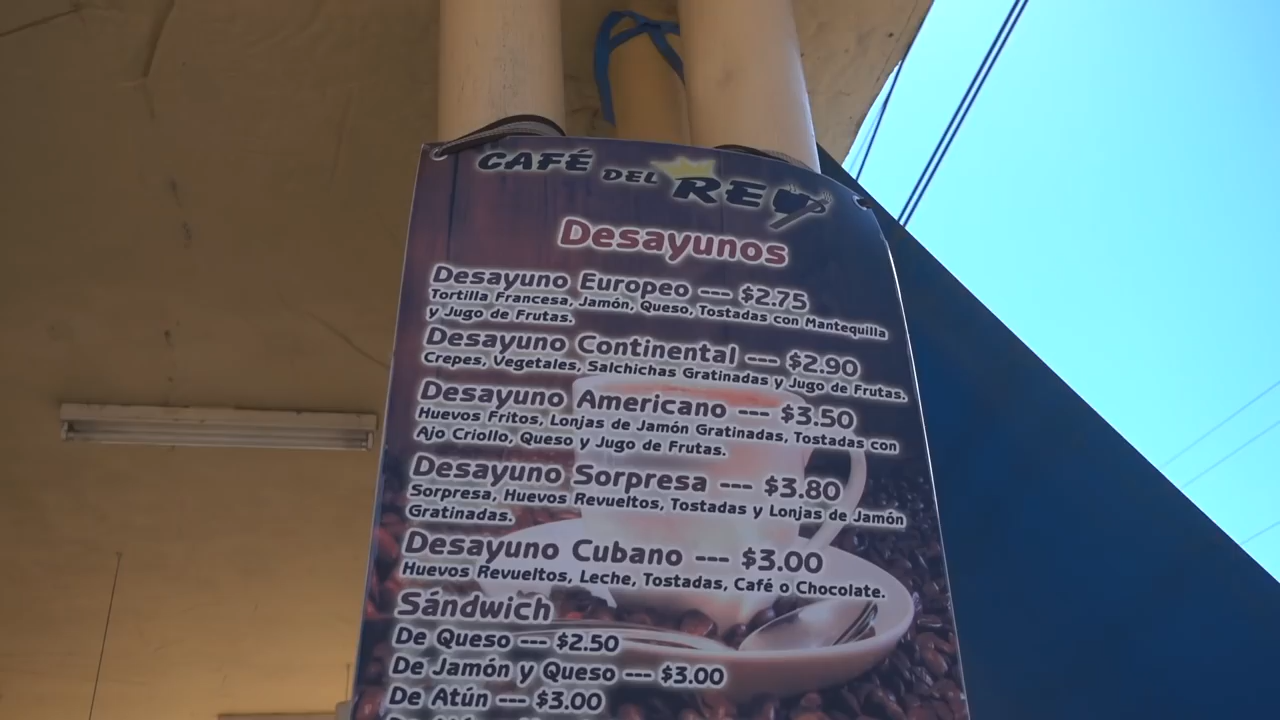 CAFÉ DEL REY
Desayunos
Desayuno Europeo --- $2.75
Tortilla Francesa, Jamón, Queso, Tostadas con Mantequilla
y Jugo de Frutas.
Desayuno Continental --- $2.90
Crepes, Vegetales, Salchichas Gratinadas y Jugo de Frutas.
Desayuno Americano --- $3.50
Huevos Fritos, Lonjas de Jamón Gratinadas, Tostadas con
Ajo Criollo, Queso y Jugo de Frutas.
Desayuno Sorpresa --- $3.80
Sorpresa, Huevos Revueltos, Tostadas y Lonjas de Jamón
Gratinadas.
Desayuno Cubano --- $3.00
Huevos Revueltos, Leche, Tostadas, Café o Chocolate.
Sándwich
De Queso --- $2.50
De Jamón y Queso --- $3.00
De Atún --- $3.00